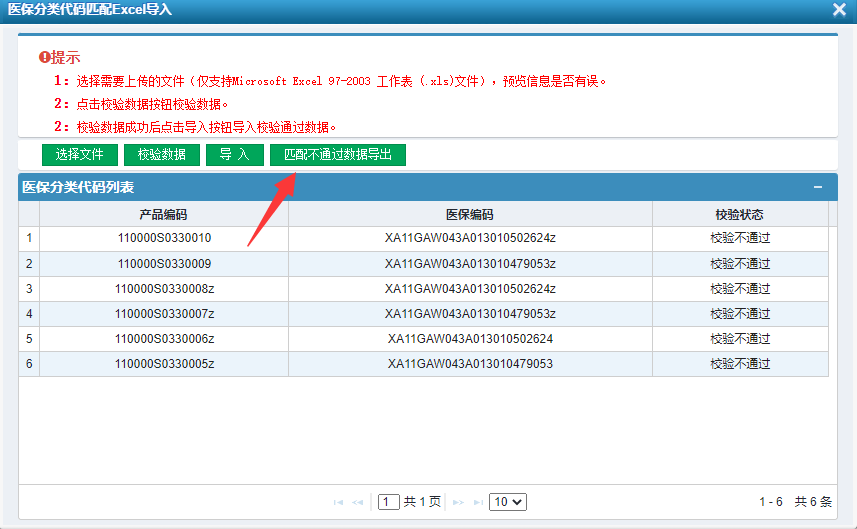 医保分类代码匹配Excel导入
提示
1：选择需要上传的文件（仅支持Microsoft Excel 97-2003 工作表 (.xls)文件），预览信息是否有误。
2：点击校验数据按钮校验数据。
2：校验数据成功后点击导入按钮导入校验通过数据。
选择文件 校验数据 导 入 匹配不通过数据导出
医保分类代码列表
产品编码 医保编码 校验状态
1 110000S0330010 XA11GAW043A013010502624z 校验不通过
2 110000S0330009 XA11GAW043A013010479053z 校验不通过
3 110000S0330008z XA11GAW043A013010502624z 校验不通过
4 110000S0330007z XA11GAW043A013010479053z 校验不通过
5 110000S0330006z XA11GAW043A013010502624 校验不通过
6 110000S0330005z XA11GAW043A013010479053 校验不通过
1 共 1 页 10 1 - 6 共 6 条